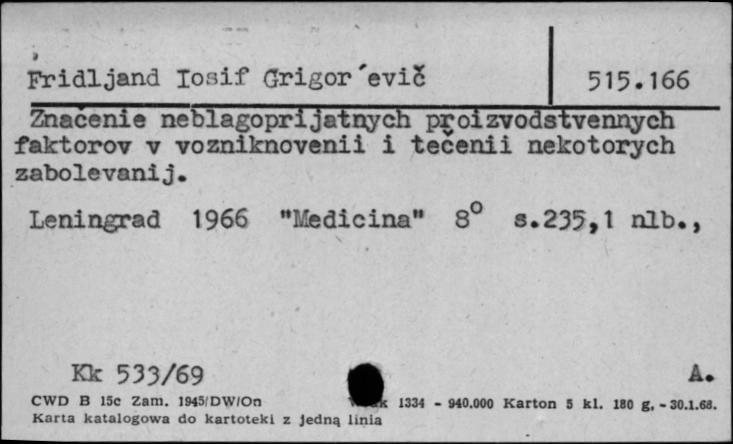 Fridljand Iosif Grigor´evič
515.166
Značenie neblagoprijatnych proizvodstvennych
faktorov v vozniknovenii i tečenii nekotorych
zabolevanij.
Leningrad 1966 "Medicina" 8° s.235,1 nlb.,
Kk 533/69
A.
CWD B 15c Zam. 1945/DW/On
1334 - 940.000 Karton 5 kl. 180 g. - 30.1.68.
Karta katalogowa do kartoteki z jedną linią